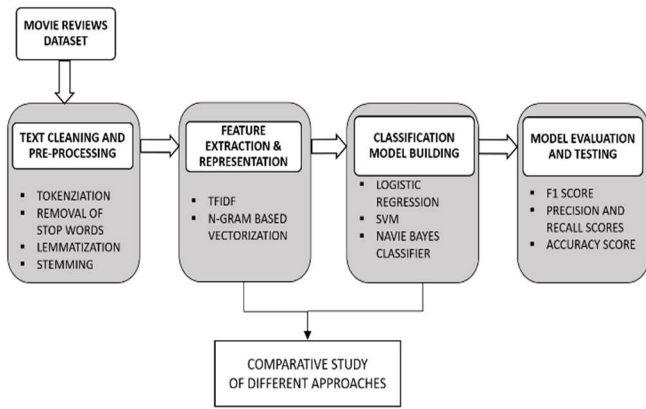 MOVIE REVIEWS
DATASET
TEXT CLEANING AND
PRE-PROCESSING
▪ TOKENZIATION
▪ REMOVAL OF
STOP WORDS
▪ LEMMATIZATION
▪ STEMMING
FEATURE
EXTRACTION &
REPRESENTATION
▪ TFIDF
▪ N-GRAM BASED
VECTORIZATION
CLASSIFICATION
MODEL BUILDING
▪ LOGISTIC
REGRESSION
▪ SVM
▪ NAVIE BAYES
CLASSIFIER
MODEL EVALUATION
AND TESTING
▪ F1 SCORE
▪ PRECISION AND
RECALL SCORES
▪ ACCURACY SCORE
COMPARATIVE STUDY
OF DIFFERENT APPROACHES